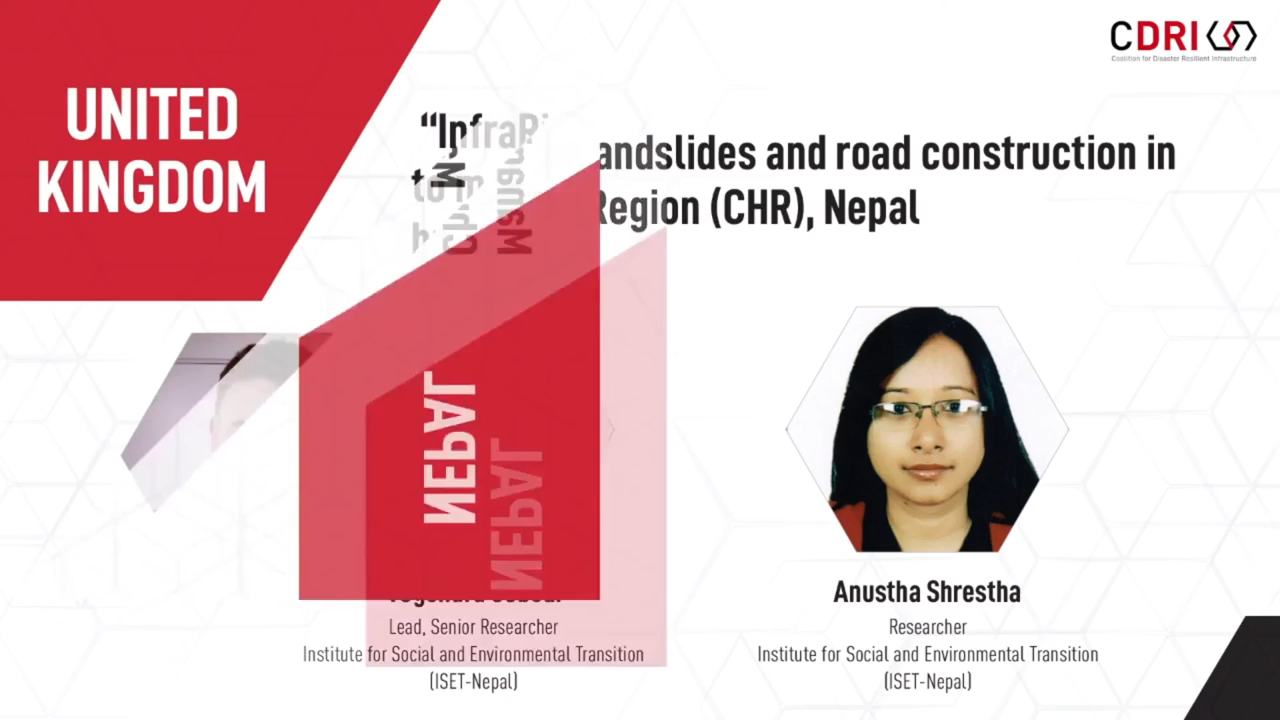 UNITED
KINGDOM
CDRI
Coalition for Disaster Resilient Infrastructure
andslides and road construction in
Region (CHR), Nepal
NEPAL
NEPAL
Lead, Senior Researcher
Institute for Social and Environmental Transition
(ISET-Nepal)
Anustha Shrestha
Researcher
Institute for Social and Environmental Transition
(ISET-Nepal)